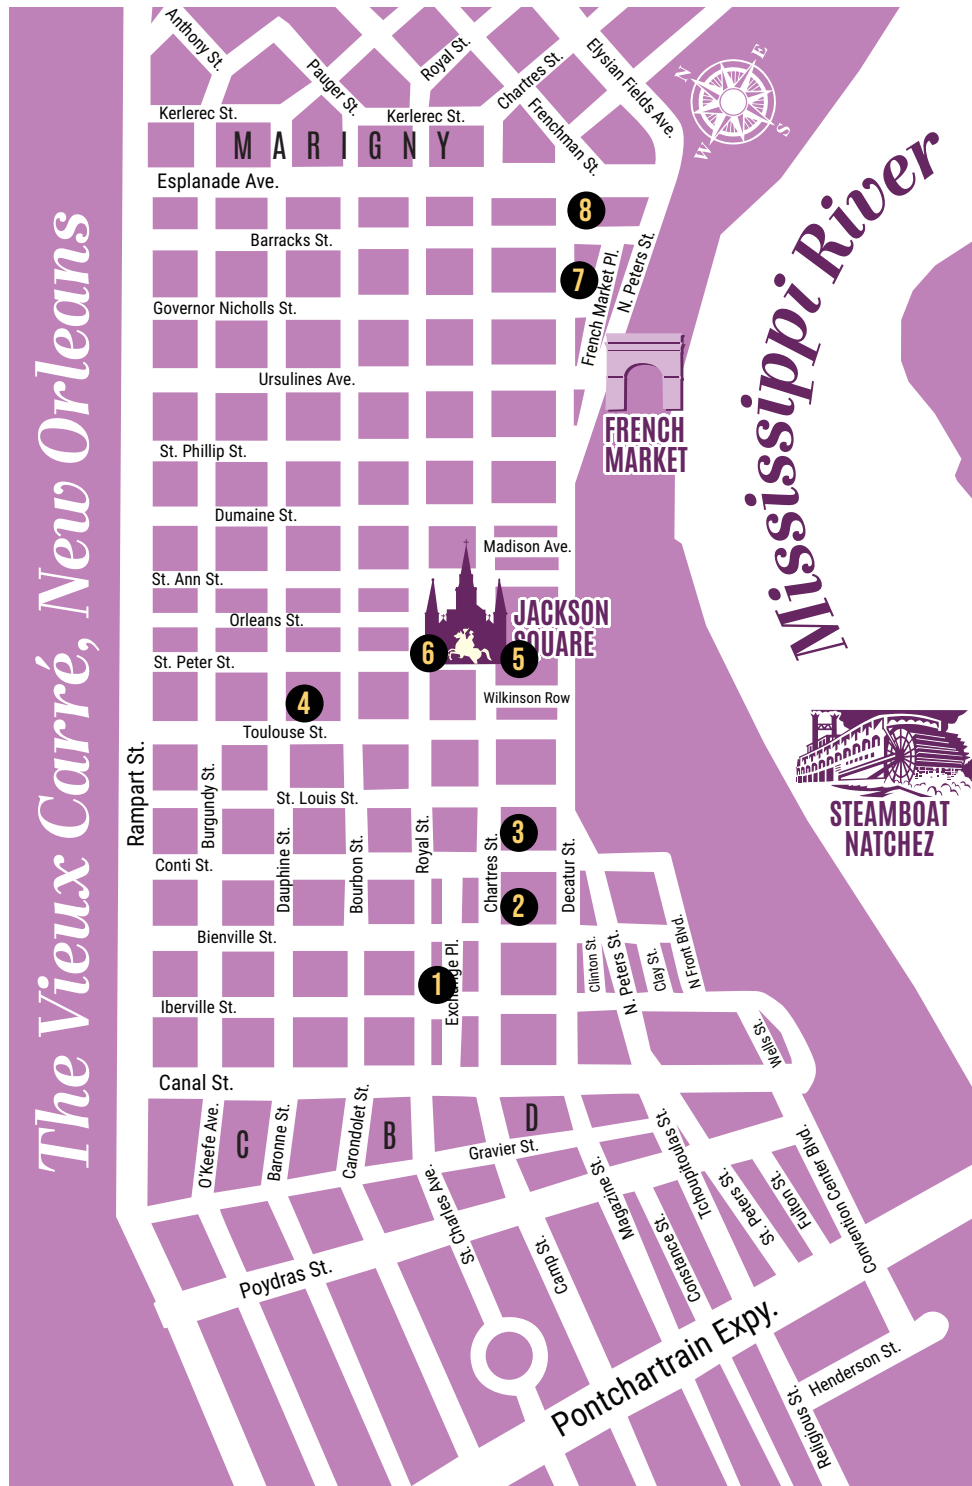 Anthony St.
Pauger St.
Royal St.
Chartres St.
Elysian Fields Ave.
Frenchman St.
N
E
S
W
Kerlerec St.
Kerlerec St.
MARIGNY
Esplanade Ave.
8
Barracks St.
7
French Market Pl.
N. Peters St.
Governor Nicholls St.
Ursulines Ave.
FRENCH
MARKET
Mississippi River
St. Phillip St.
Dumaine St.
Madison Ave.
St. Ann St.
JACKSON
SQUARE
Orleans St.
6
5
St. Peter St.
4
Wilkinson Row
Toulouse St.
STEAMBOAT
NATCHEZ
The Vieux Carré, New Orleans
Rampart St.
Burgundy St.
St. Louis St.
Dauphine St.
Bourbon St.
Royal St.
Chartres St.
3
Decatur St.
Conti St.
2
Bienville St.
Exchange Pl.
1
Clinton St.
N. Peters St.
Clay St.
N Front Blvd.
Iberville St.
Wells St.
Canal St.
O'Keefe Ave.
C
Baronne St.
Carondolet St.
B
D
Gravier St.
St. Charles Ave.
Camp St.
Magazine St.
Constance St.
Tchoupitoulas St.
St. Peters St.
Fulton St.
Convention Center Blvd.
Poydras St.
Pontchartrain Expy.
Henderson St.
Religious St.